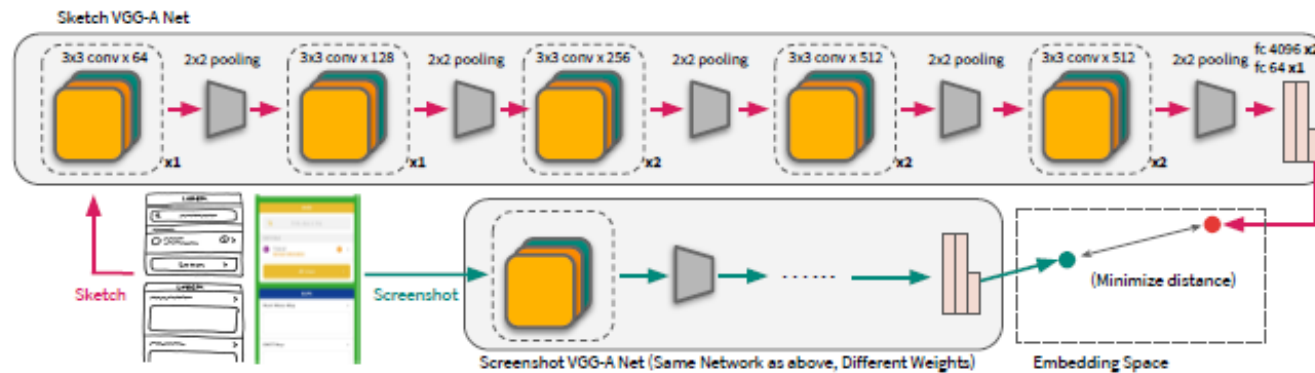 Sketch VGG-A Net
3x3 conv x 64
2x2 pooling
3x3 conv x 128
2x2 pooling
3x3 conv x 256
2x2 pooling
3x3 conv x 512
2x2 pooling
3x3 conv x 512
2x2 pooling
fc 4096 x2
fc 64 x1
x1
x1
x2
x2
x2
Sketch
Screenshot
......
(Minimize distance)
Screenshot VGG-A Net (Same Network as above, Different Weights)
Embedding Space